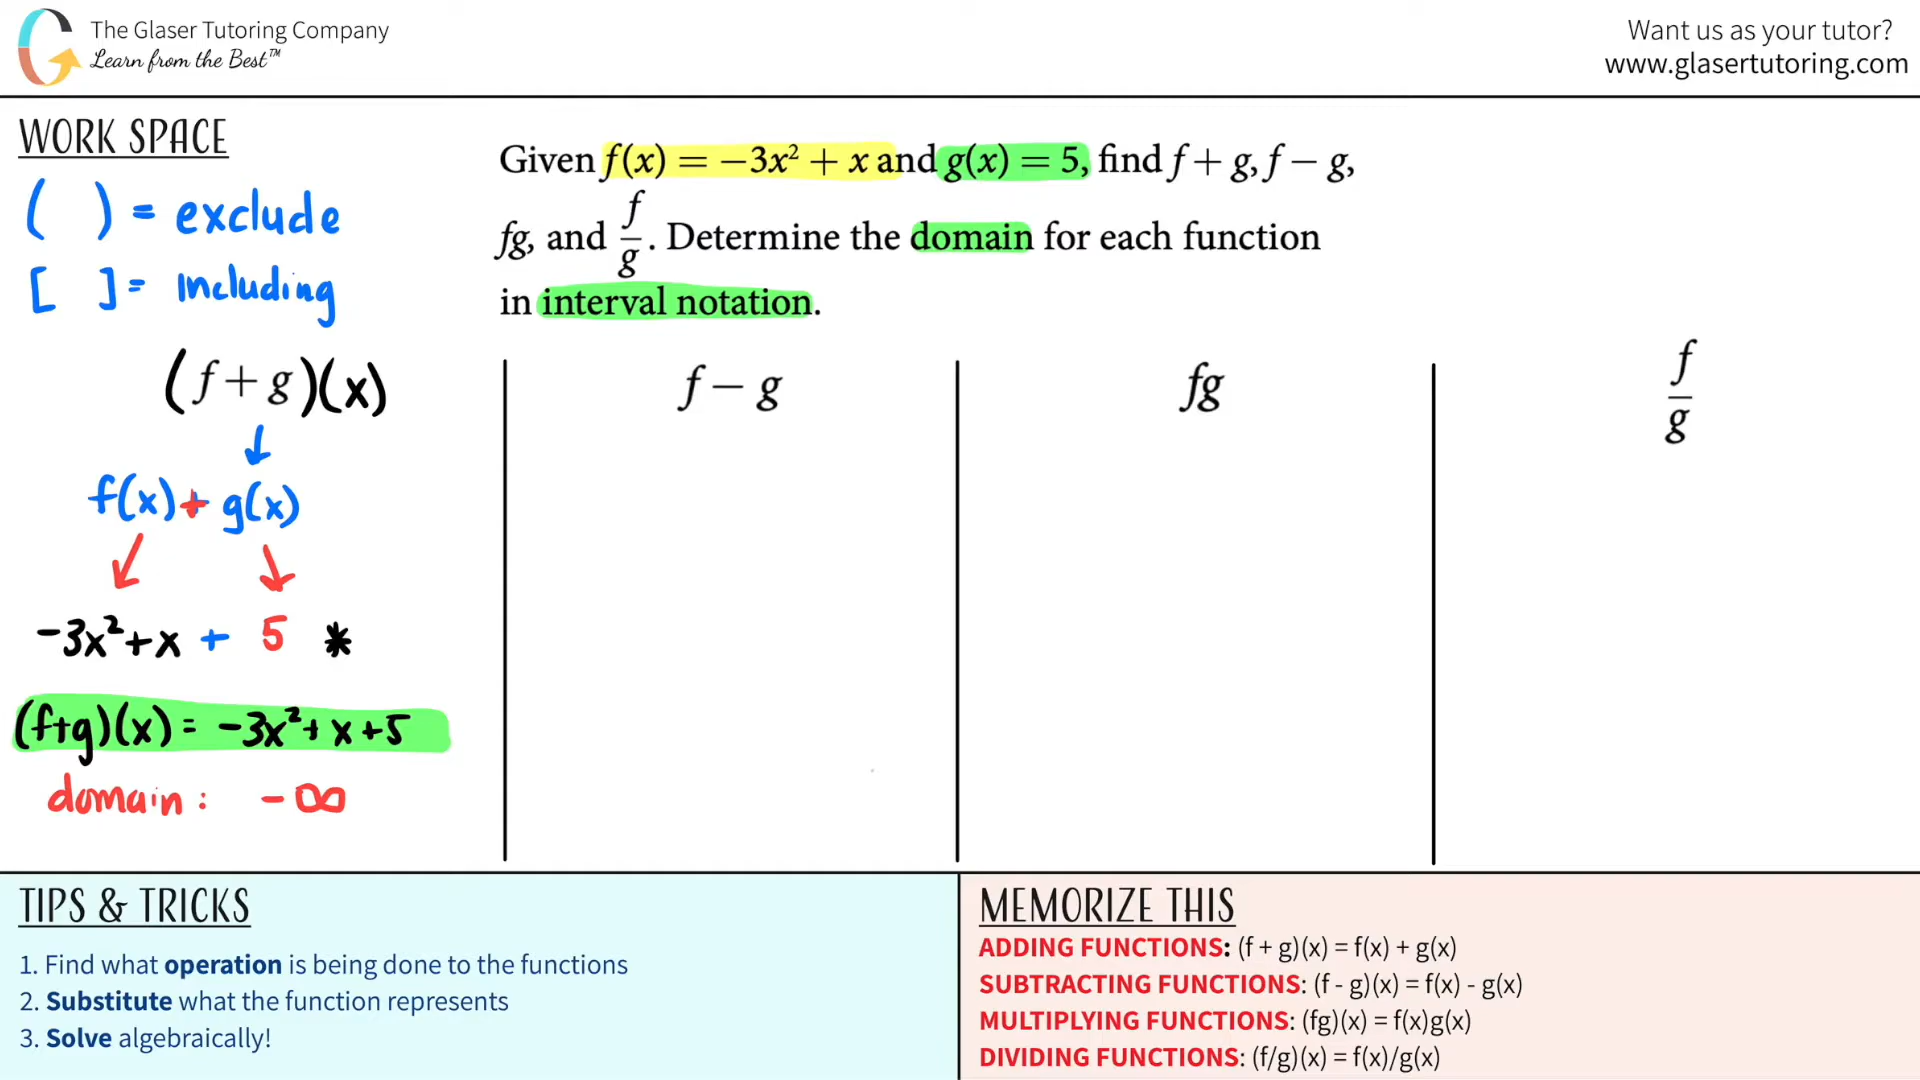 The Glaser Tutoring Company
Learn from the Best™
Want us as your tutor?
www.glasertutoring.com
WORK SPACE
( ) = exclude
[ ] = including
Given f(x) = −3x² + x and g(x) = 5, find f + g, f − g,
fg, and f/g. Determine the domain for each function
in interval notation.
(f + g)(x)
f(x) + g(x)
-3x² + x + 5 *
(f+g)(x) = -3x² + x + 5
domain: -∞
f − g
fg
f/g
TIPS & TRICKS
1. Find what operation is being done to the functions
2. Substitute what the function represents
3. Solve algebraically!
MEMORIZE THIS
ADDING FUNCTIONS: (f + g)(x) = f(x) + g(x)
SUBTRACTING FUNCTIONS: (f - g)(x) = f(x) - g(x)
MULTIPLYING FUNCTIONS: (fg)(x) = f(x)g(x)
DIVIDING FUNCTIONS: (f/g)(x) = f(x)/g(x)